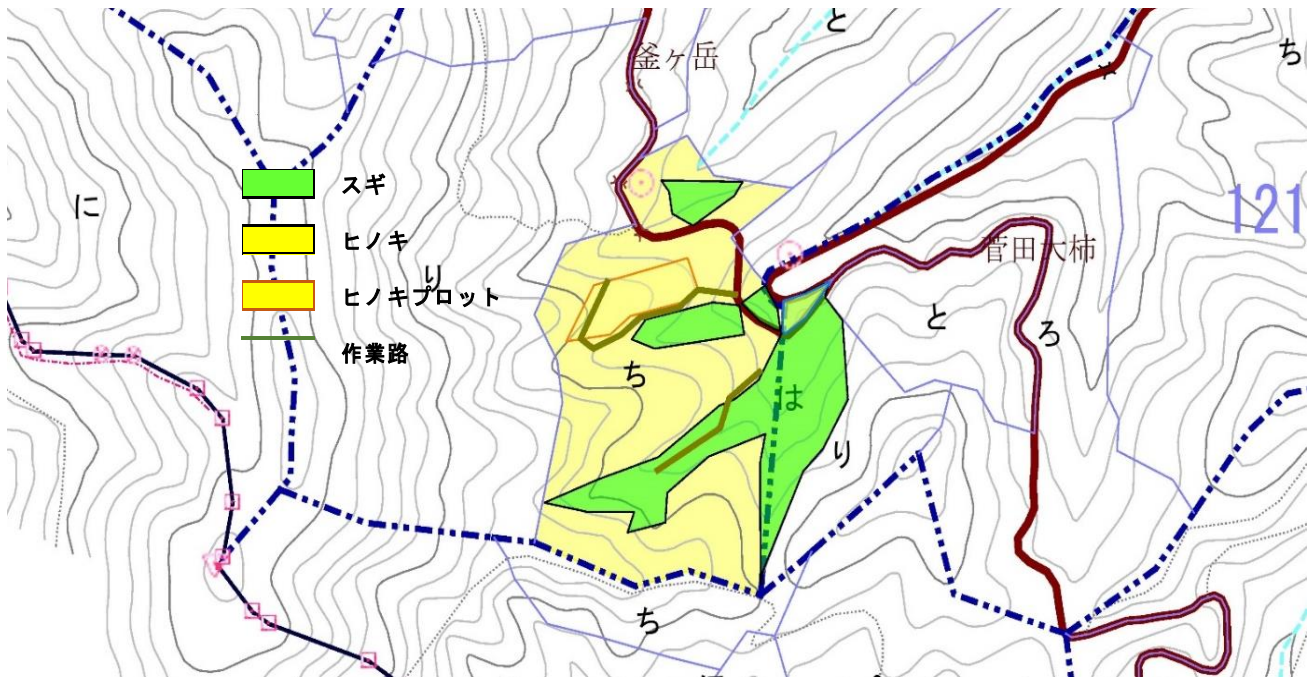 と
釜ヶ岳
ち
スギ
に
121
ヒノキ
菅田大柿
り
ヒノキプロット
と
ろ
作業路
ち
は
り
ち